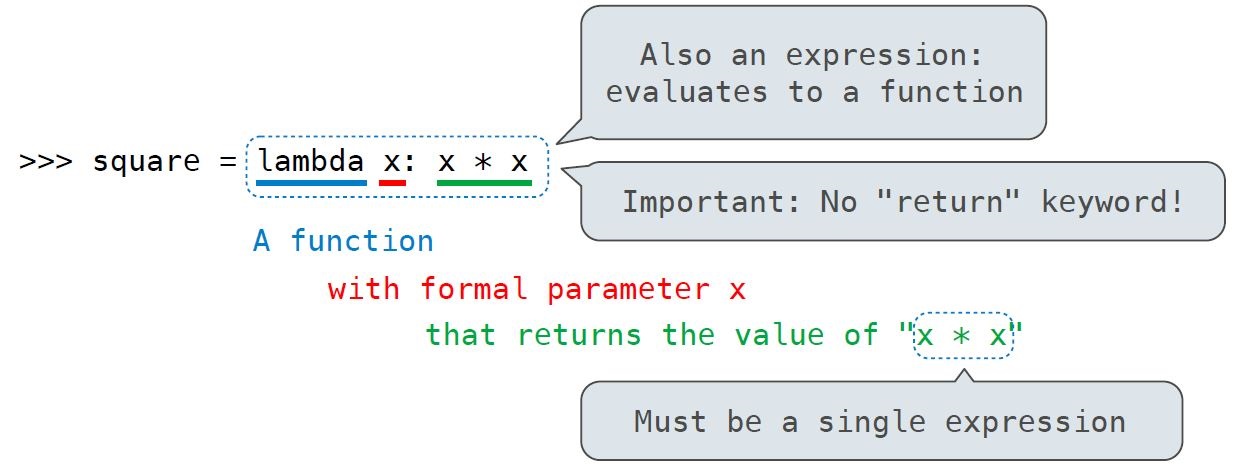 Also an expression:
evaluates to a function
>>> square = lambda x: x * x
Important: No "return" keyword!
A function
with formal parameter x
that returns the value of "x * x"
Must be a single expression